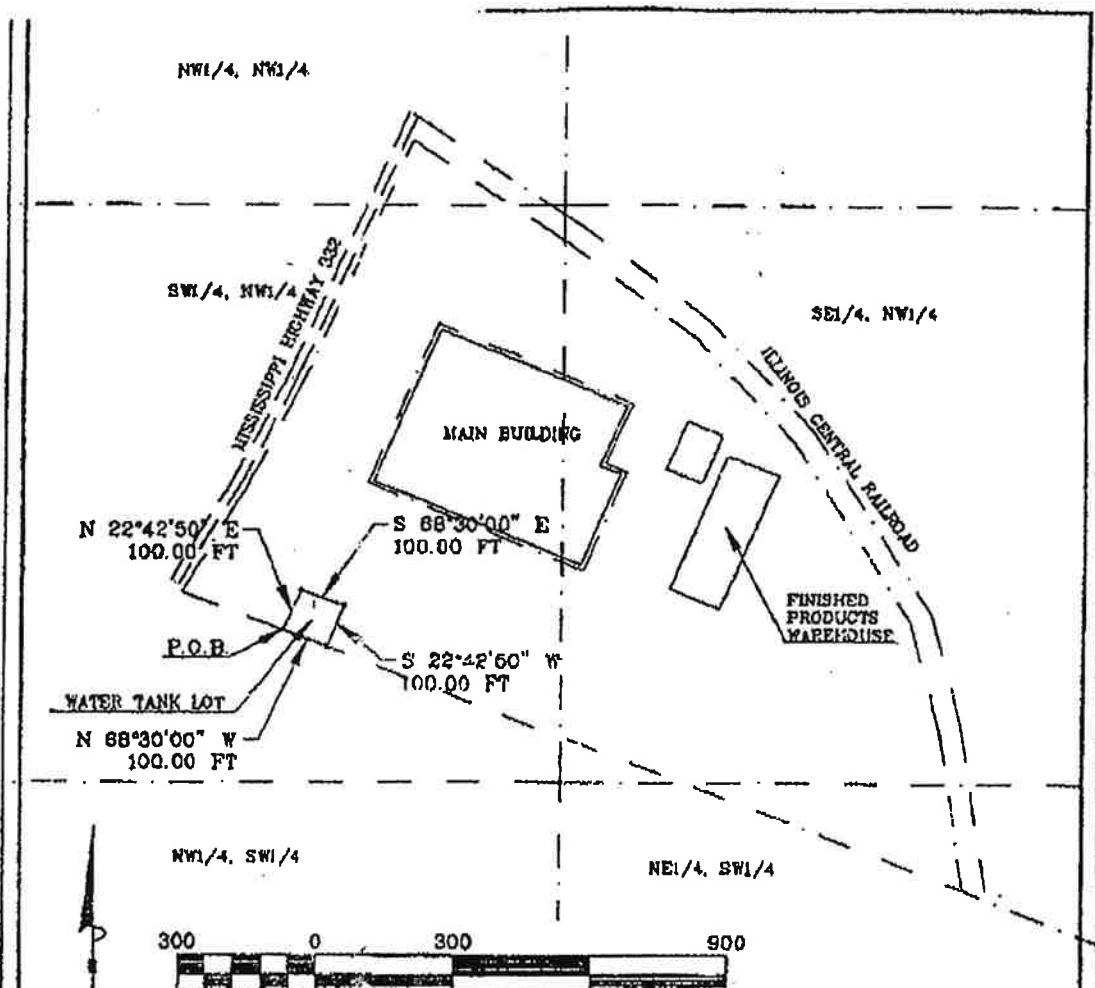 NW1/4, NW1/4
SW1/4, NW1/4
MISSISSIPPI HIGHWAY 332
SE1/4, NW1/4
ILLINOIS CENTRAL RAILROAD
MAIN BUILDING
N 22°42'50" E
100.00 FT
S 68°30'00" E
100.00 FT
FINISHED
PRODUCTS
WAREHOUSE
P.O.B.
S 22°42'50" W
100.00 FT
WATER TANK LOT
N 68°30'00" W
100.00 FT
NW1/4, SW1/4
NE1/4, SW1/4
300 0 300 900